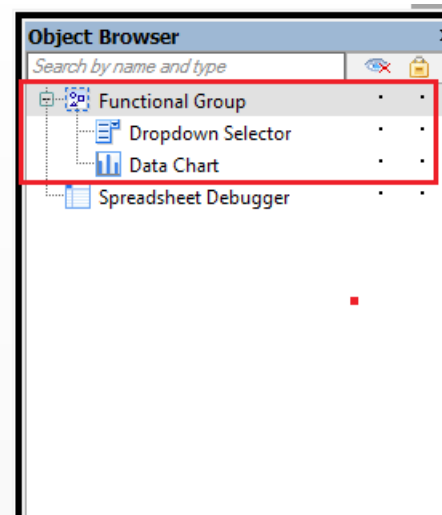 Object Browser
Search by name and type
Functional Group
Dropdown Selector
Data Chart
Spreadsheet Debugger